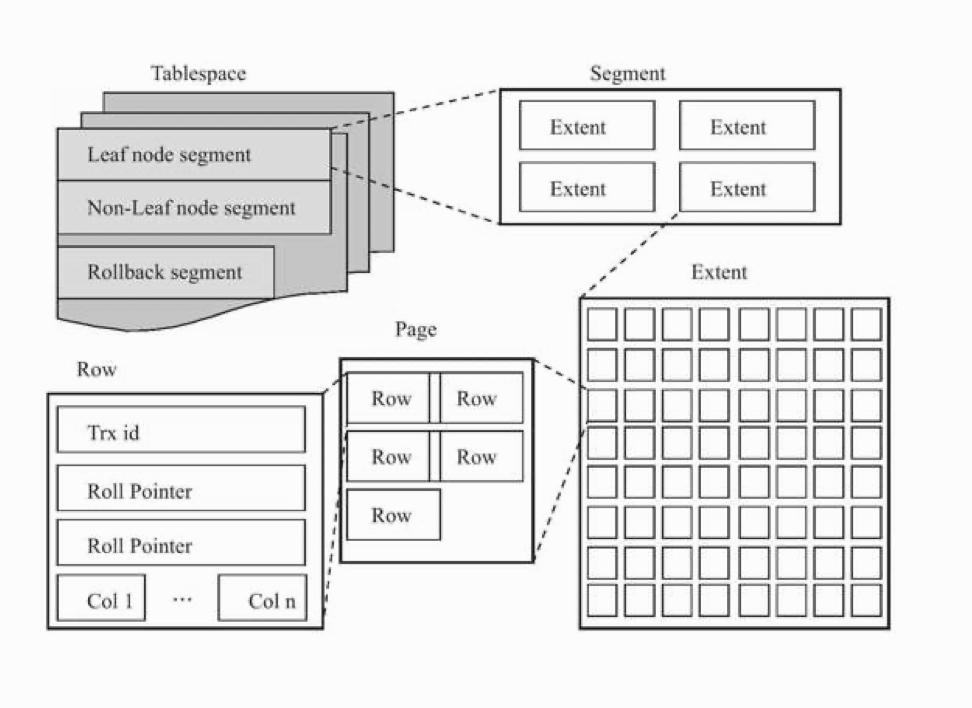 Tablespace
Leaf node segment
Non-Leaf node segment
Rollback segment
Segment
Extent Extent
Extent Extent
Extent
Page
Row Row
Row Row
Row
Row
Trx id
Roll Pointer
Roll Pointer
Col 1 ... Col n